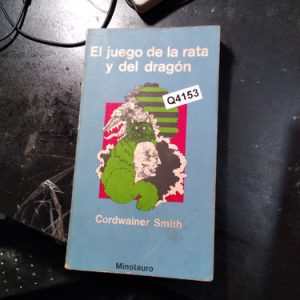 El juego de la rata
y del dragón
Q4153
Cordwainer Smith
Minotauro